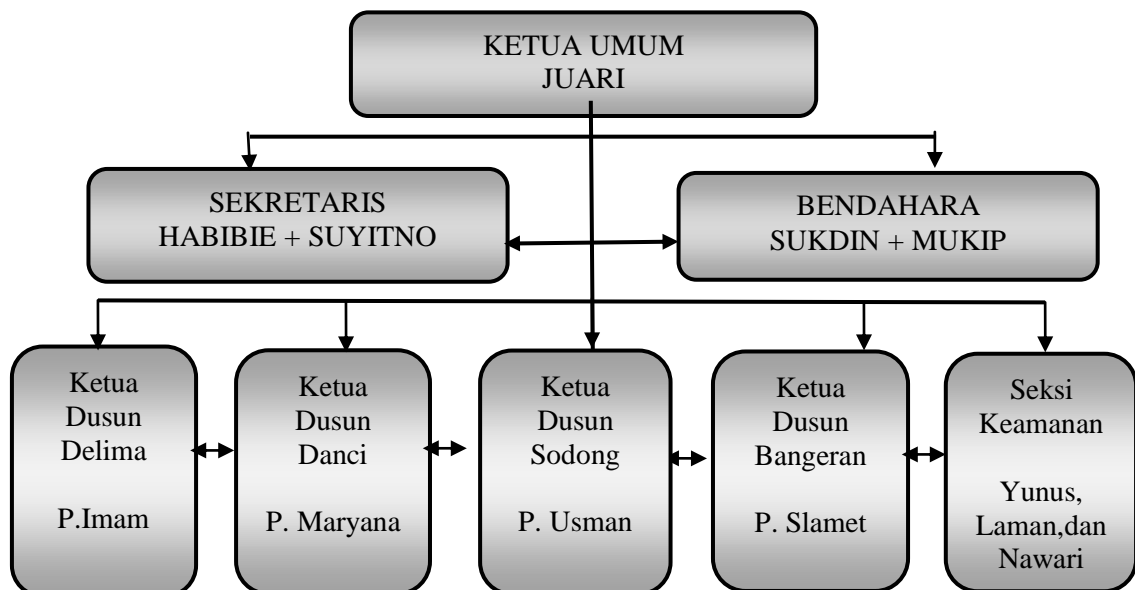 KETUA UMUM
JUARI
SEKRETARIS
HABIBIE + SUYITNO
BENDAHARA
SUKDIN + MUKIP
Ketua
Dusun
Delima
P.Imam
Ketua
Dusun
Danci
P. Maryana
Ketua
Dusun
Sodong
P. Usman
Ketua
Dusun
Bangeran
P. Slamet
Seksi
Keamanan
Yunus,
Laman,dan
Nawari